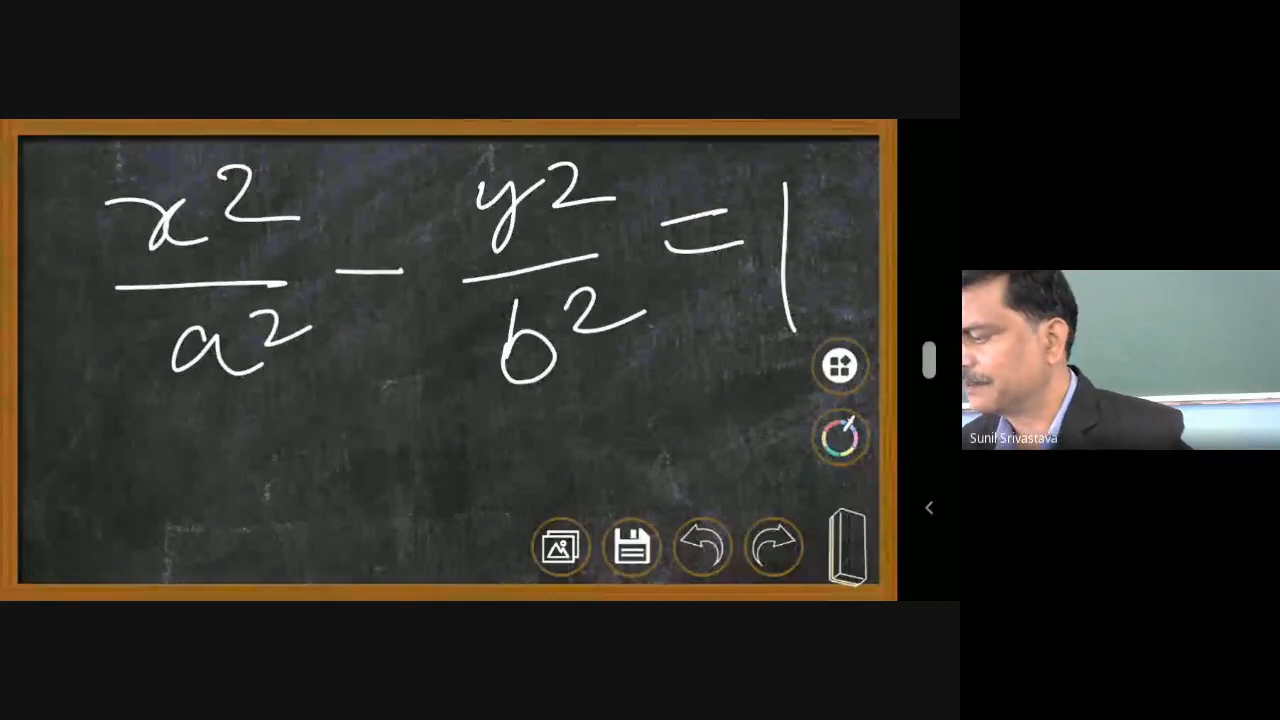 x²/a² − y²/b² = 1
Sunil Srivastava